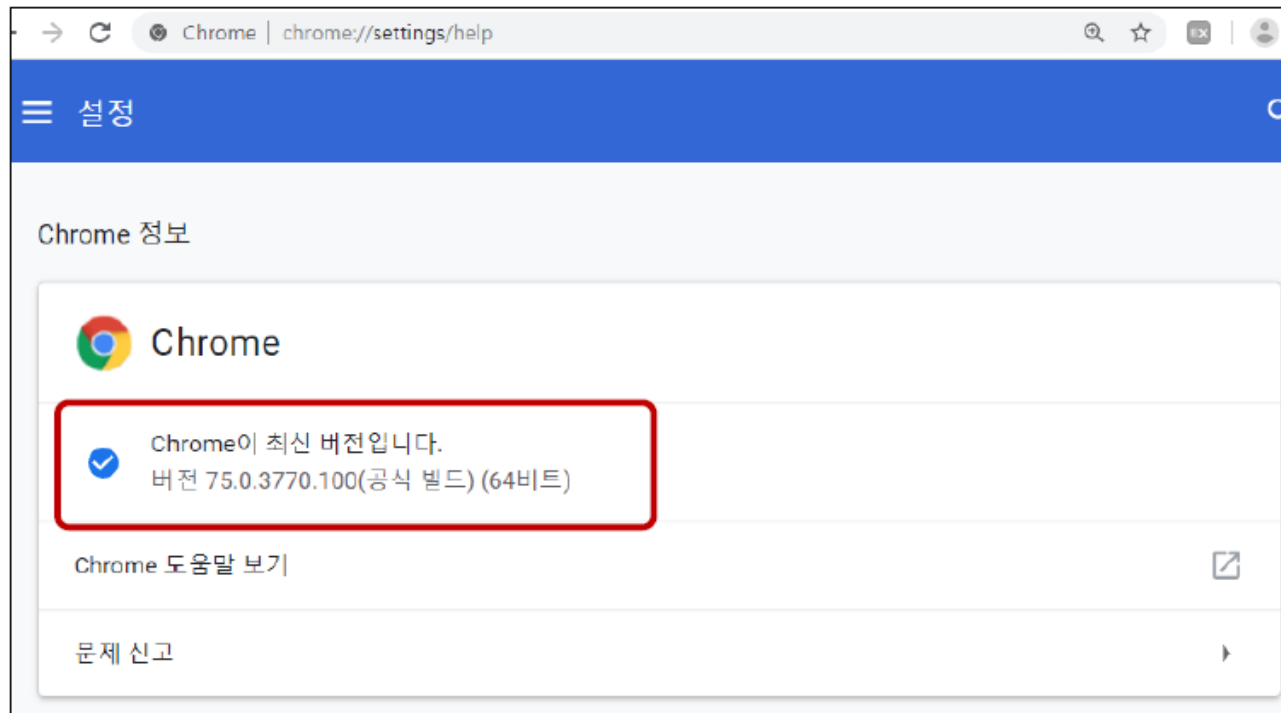 Chrome | chrome://settings/help
EX
설정
Chrome 정보
Chrome
Chrome이 최신 버전입니다.
버전 75.0.3770.100(공식 빌드) (64비트)
Chrome 도움말 보기
문제 신고